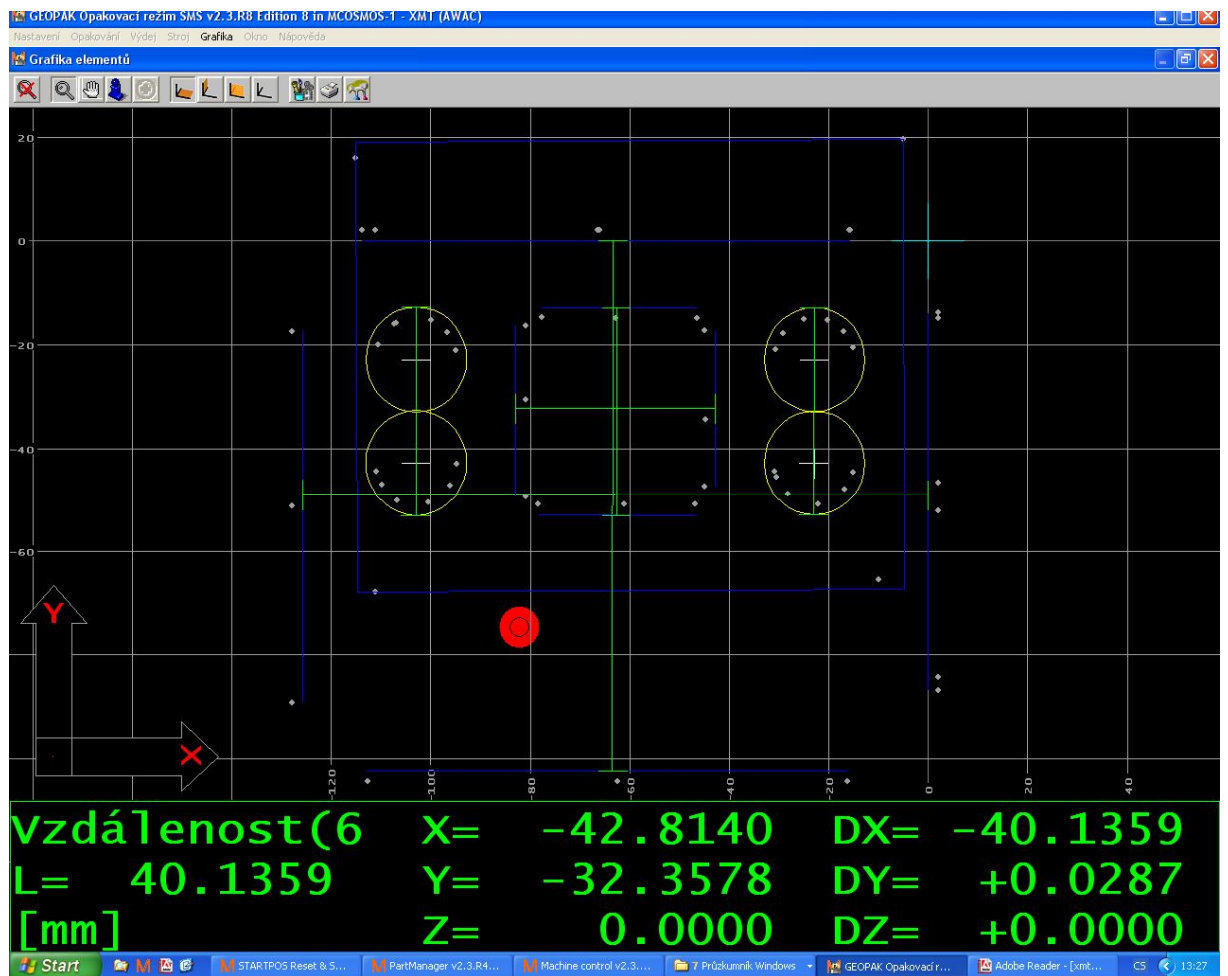 GEOPAK Opakovací režim SMS v2.3.R8 Edition 8 in MCOSMOS-1 - XMT (AWAC)
Nastavení Opakování Výdej Stroj Grafika Okno Nápověda
Grafika elementů
20
0
-20
-40
-60
Y
X
-120 -100 -80 -60 -40 -20 0 20 40
Vzdálenost(6 X= -42.8140 DX= -40.1359
L= 40.1359 Y= -32.3578 DY= +0.0287
[mm] Z= 0.0000 DZ= +0.0000
Start STARTPOS Reset & S... PartManager v2.3.R4... Machine control v2.3.... 7 Průzkumník Windows GEOPAK Opakovací r... Adobe Reader - [xmt... CS 13:27